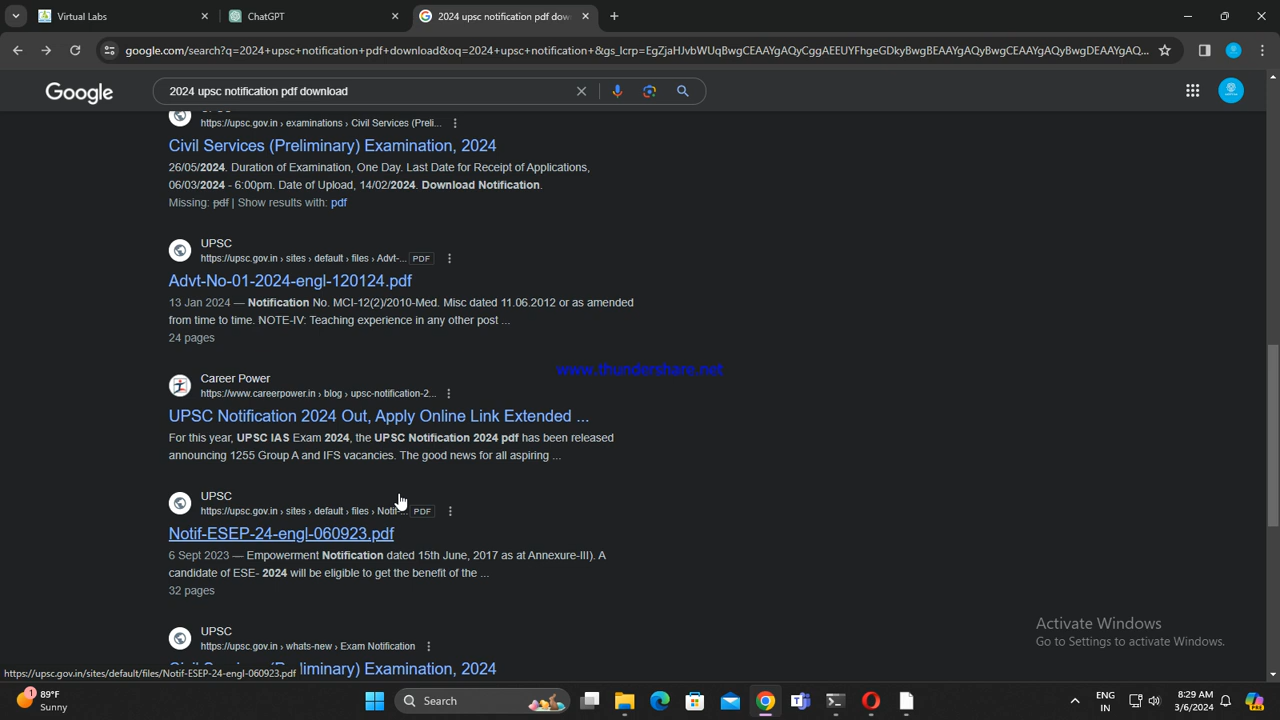 Virtual Labs
ChatGPT
2024 upsc notification pdf dow
google.com/search?q=2024+upsc+notification+pdf+download&oq=2024+upsc+notification+&gs_lcrp=EgZjaHJvbWUqBwgCEAAYgAQyCggAEEUYFhgeGDkyBwgBEAAYgAQyBwgCEAAYgAQyBwgDEAAYgAQ...
Google
2024 upsc notification pdf download
https://upsc.gov.in › examinations › Civil Services (Preli...
Civil Services (Preliminary) Examination, 2024
26/05/2024. Duration of Examination, One Day. Last Date for Receipt of Applications,
06/03/2024 - 6:00pm. Date of Upload, 14/02/2024. Download Notification.
Missing: pdf | Show results with: pdf
UPSC
https://upsc.gov.in › sites › default › files › Advt-... PDF
Advt-No-01-2024-engl-120124.pdf
13 Jan 2024 — Notification No. MCI-12(2)/2010-Med. Misc dated 11.06.2012 or as amended
from time to time. NOTE-IV: Teaching experience in any other post ...
24 pages
www.thundershare.net
Career Power
https://www.careerpower.in › blog › upsc-notification-2...
UPSC Notification 2024 Out, Apply Online Link Extended ...
For this year, UPSC IAS Exam 2024, the UPSC Notification 2024 pdf has been released
announcing 1255 Group A and IFS vacancies. The good news for all aspiring ...
UPSC
https://upsc.gov.in › sites › default › files › Notif-... PDF
Notif-ESEP-24-engl-060923.pdf
6 Sept 2023 — Empowerment Notification dated 15th June, 2017 as at Annexure-III). A
candidate of ESE- 2024 will be eligible to get the benefit of the ...
32 pages
UPSC
https://upsc.gov.in › whats-new › Exam Notification
Civil Services (Preliminary) Examination, 2024
Activate Windows
Go to Settings to activate Windows.
https://upsc.gov.in/sites/default/files/Notif-ESEP-24-engl-060923.pdf
1
89°F
Sunny
Search
ENG
IN
8:29 AM
3/6/2024